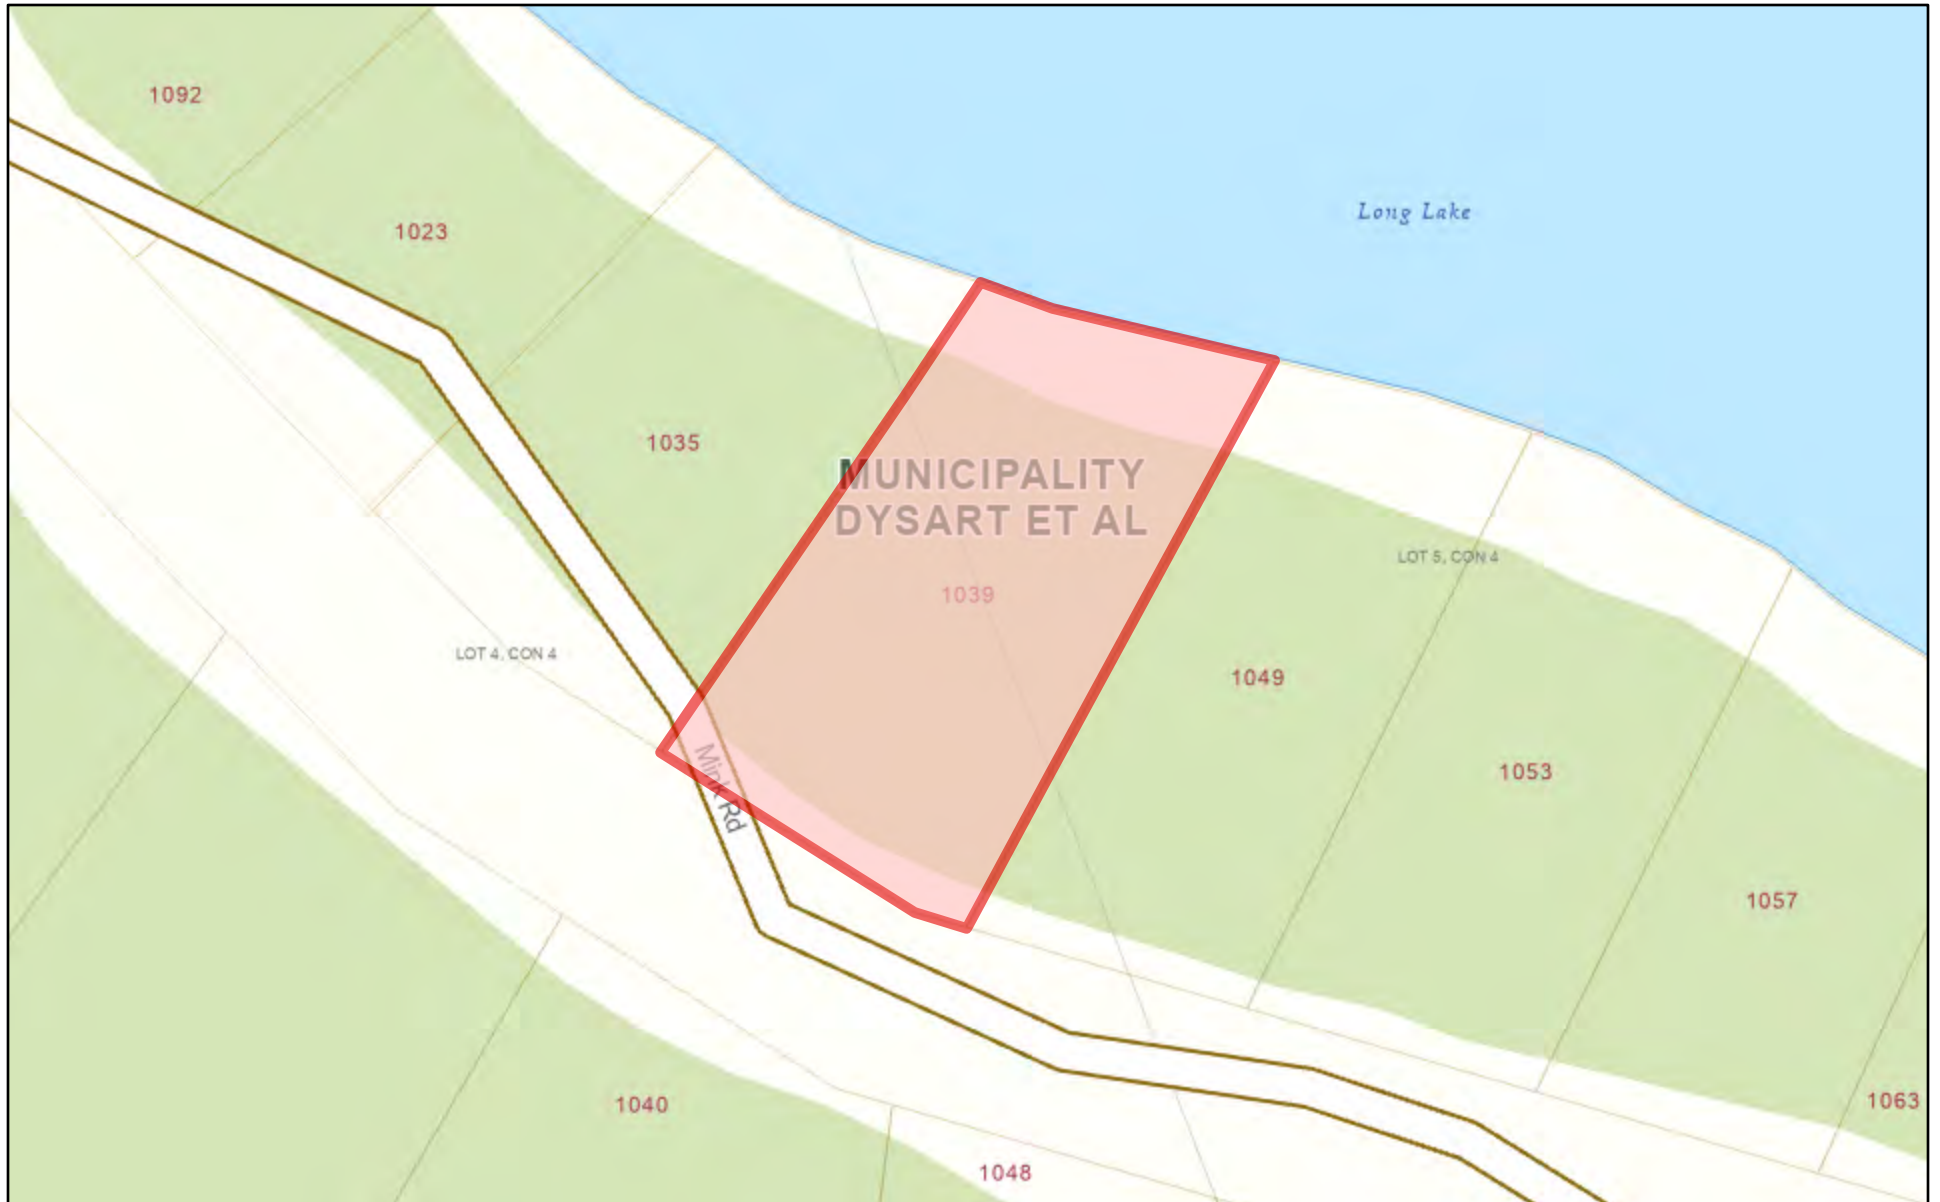 1092
Long Lake
1023
1035
MUNICIPALITY
DYSART ET AL
LOT 5, CON 4
1039
LOT 4, CON 4
1049
1053
Mink Rd
1057
1040
1063
1048